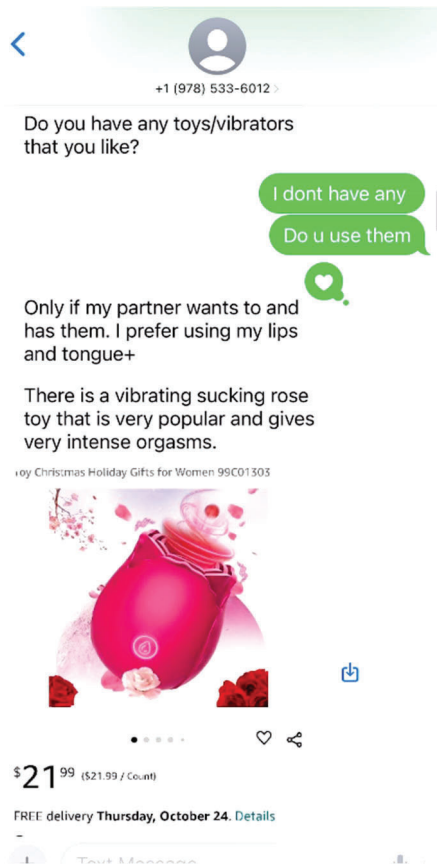 +1 (978) 533-6012 >
Do you have any toys/vibrators
that you like?
I dont have any
Do u use them
Only if my partner wants to and
has them. I prefer using my lips
and tongue+
There is a vibrating sucking rose
toy that is very popular and gives
very intense orgasms.
oy Christmas Holiday Gifts for Women 99C01303
$21.99 ($21.99 / Count)
FREE delivery Thursday, October 24. Details
Text Message